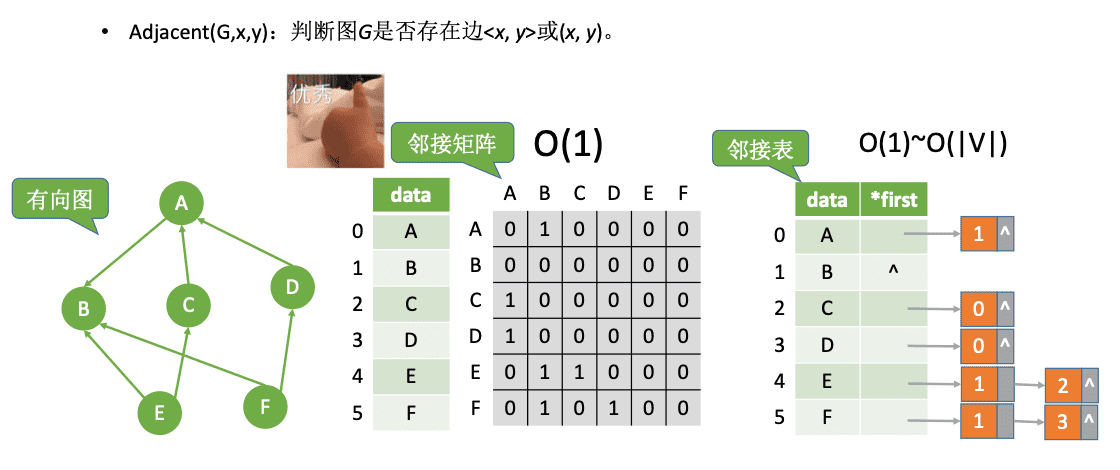 • Adjacent(G,x,y)：判断图G是否存在边<x, y>或(x, y)。
优秀
邻接矩阵 O(1)
邻接表 O(1)~O(|V|)
有向图
A
B
C
D
E
F
data
0 A
1 B
2 C
3 D
4 E
5 F
A B C D E F
A 0 1 0 0 0 0
B 0 0 0 0 0 0
C 1 0 0 0 0 0
D 1 0 0 0 0 0
E 0 1 1 0 0 0
F 0 1 0 1 0 0
data *first
0 A 1 ^
1 B ^
2 C 0 ^
3 D 0 ^
4 E 1 2 ^
5 F 1 3 ^